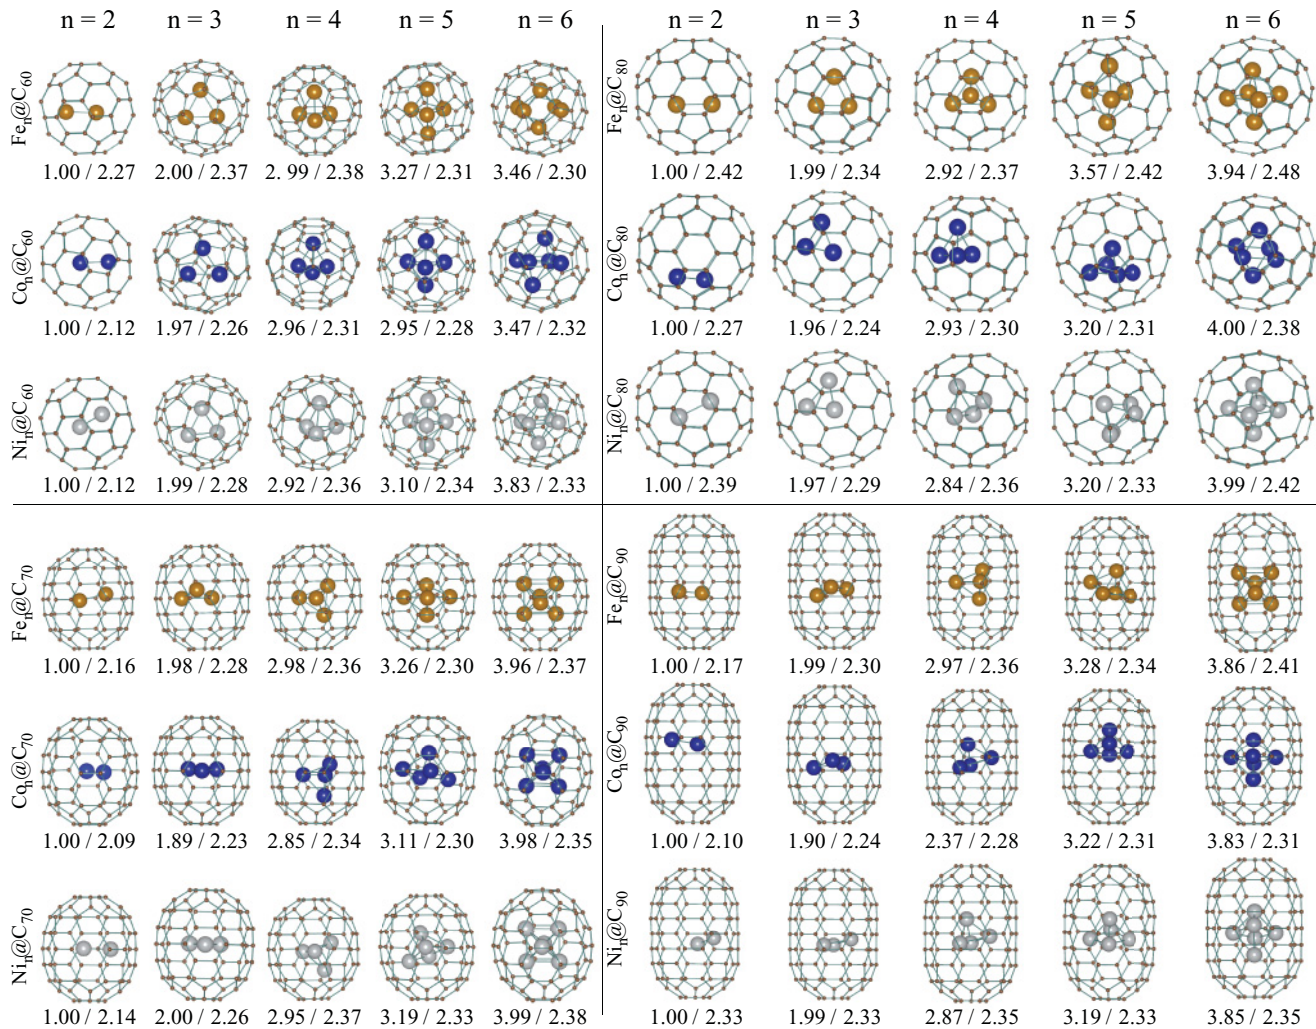 n = 2 n = 3 n = 4 n = 5 n = 6
Feₙ@C₆₀
1.00 / 2.27 2.00 / 2.37 2. 99 / 2.38 3.27 / 2.31 3.46 / 2.30
Coₙ@C₆₀
1.00 / 2.12 1.97 / 2.26 2.96 / 2.31 2.95 / 2.28 3.47 / 2.32
Niₙ@C₆₀
1.00 / 2.12 1.99 / 2.28 2.92 / 2.36 3.10 / 2.34 3.83 / 2.33
n = 2 n = 3 n = 4 n = 5 n = 6
Feₙ@C₈₀
1.00 / 2.42 1.99 / 2.34 2.92 / 2.37 3.57 / 2.42 3.94 / 2.48
Coₙ@C₈₀
1.00 / 2.27 1.96 / 2.24 2.93 / 2.30 3.20 / 2.31 4.00 / 2.38
Niₙ@C₈₀
1.00 / 2.39 1.97 / 2.29 2.84 / 2.36 3.20 / 2.33 3.99 / 2.42
Feₙ@C₇₀
1.00 / 2.16 1.98 / 2.28 2.98 / 2.36 3.26 / 2.30 3.96 / 2.37
Coₙ@C₇₀
1.00 / 2.09 1.89 / 2.23 2.85 / 2.34 3.11 / 2.30 3.98 / 2.35
Niₙ@C₇₀
1.00 / 2.14 2.00 / 2.26 2.95 / 2.37 3.19 / 2.33 3.99 / 2.38
Feₙ@C₉₀
1.00 / 2.17 1.99 / 2.30 2.97 / 2.36 3.28 / 2.34 3.86 / 2.41
Coₙ@C₉₀
1.00 / 2.10 1.90 / 2.24 2.37 / 2.28 3.22 / 2.31 3.83 / 2.31
Niₙ@C₉₀
1.00 / 2.33 1.99 / 2.33 2.87 / 2.35 3.19 / 2.33 3.85 / 2.35